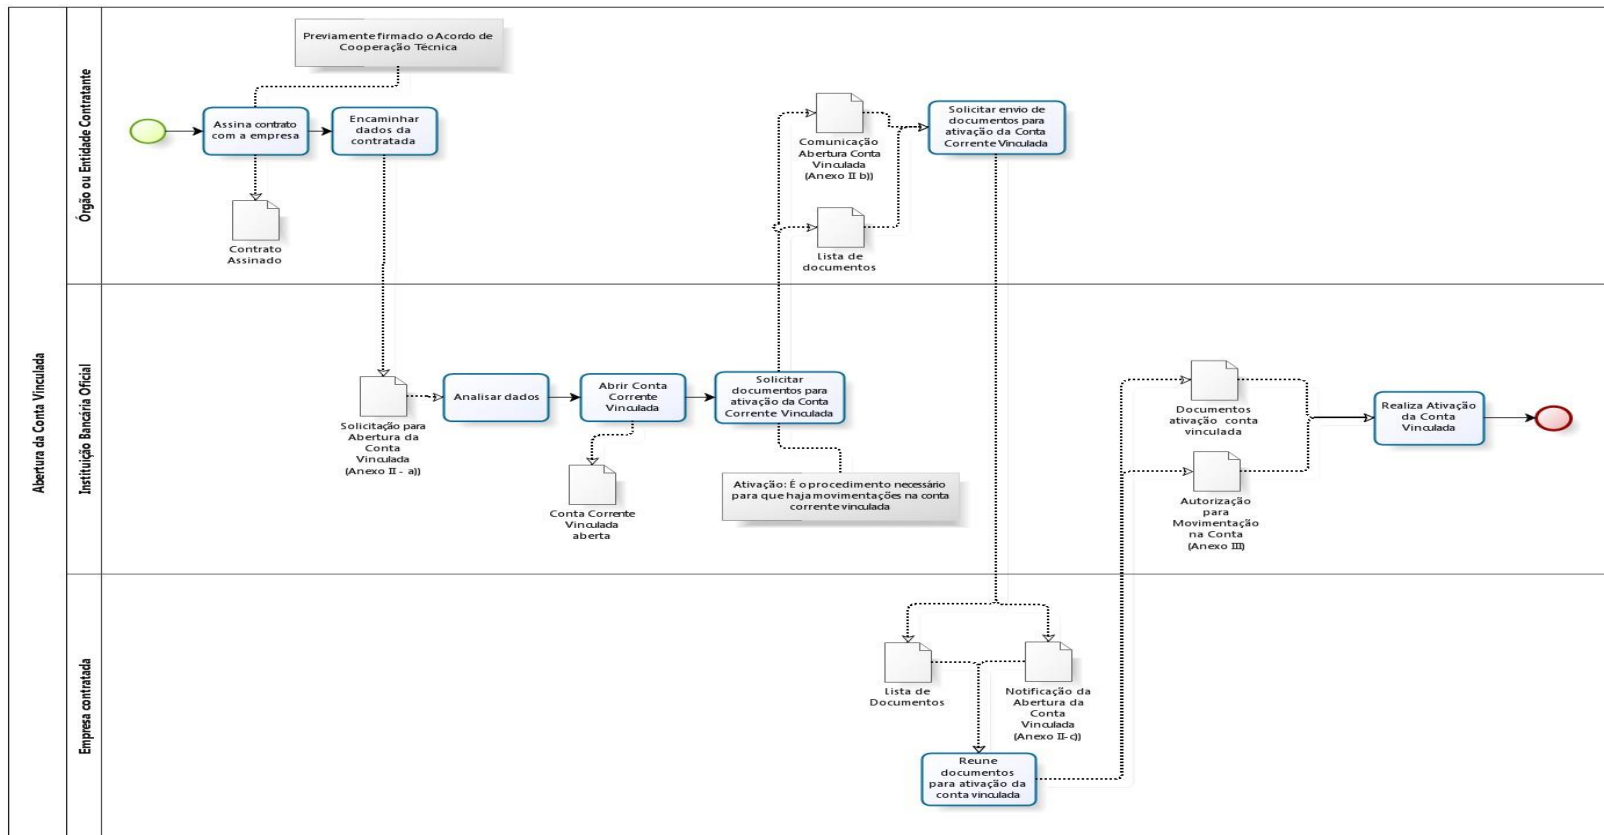 Abertura da Conta Vinculada
Órgão ou Entidade Contratante
Previamente firmado o Acordo de
Cooperação Técnica
Assina contrato
com a empresa
Encaminhar
dados da
contratada
Contrato
Assinado
Comunicação
Abertura Conta
Vinculada
(Anexo II b))
Lista de
documentos
Solicitar envio de
documentos para
ativação da Conta
Corrente Vinculada
Instituição Bancária Oficial
Solicitação para
Abertura da
Conta
Vinculada
(Anexo II - a))
Analisar dados
Abrir Conta
Corrente
Vinculada
Conta Corrente
Vinculada
aberta
Solicitar
documentos para
ativação da Conta
Corrente Vinculada
Ativação: É o procedimento necessário
para que haja movimentações na conta
corrente vinculada
Documentos
ativação conta
vinculada
Autorização
para
Movimentação
na Conta
(Anexo III)
Realiza Ativação
da Conta
Vinculada
Empresa contratada
Lista de
Documentos
Notificação da
Abertura da
Conta
Vinculada
(Anexo II-c))
Reune
documentos
para ativação da
conta vinculada